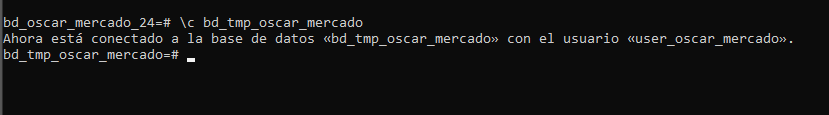 bd_oscar_mercado_24=# \c bd_tmp_oscar_mercado
Ahora está conectado a la base de datos «bd_tmp_oscar_mercado» con el usuario «user_oscar_mercado».
bd_tmp_oscar_mercado=#